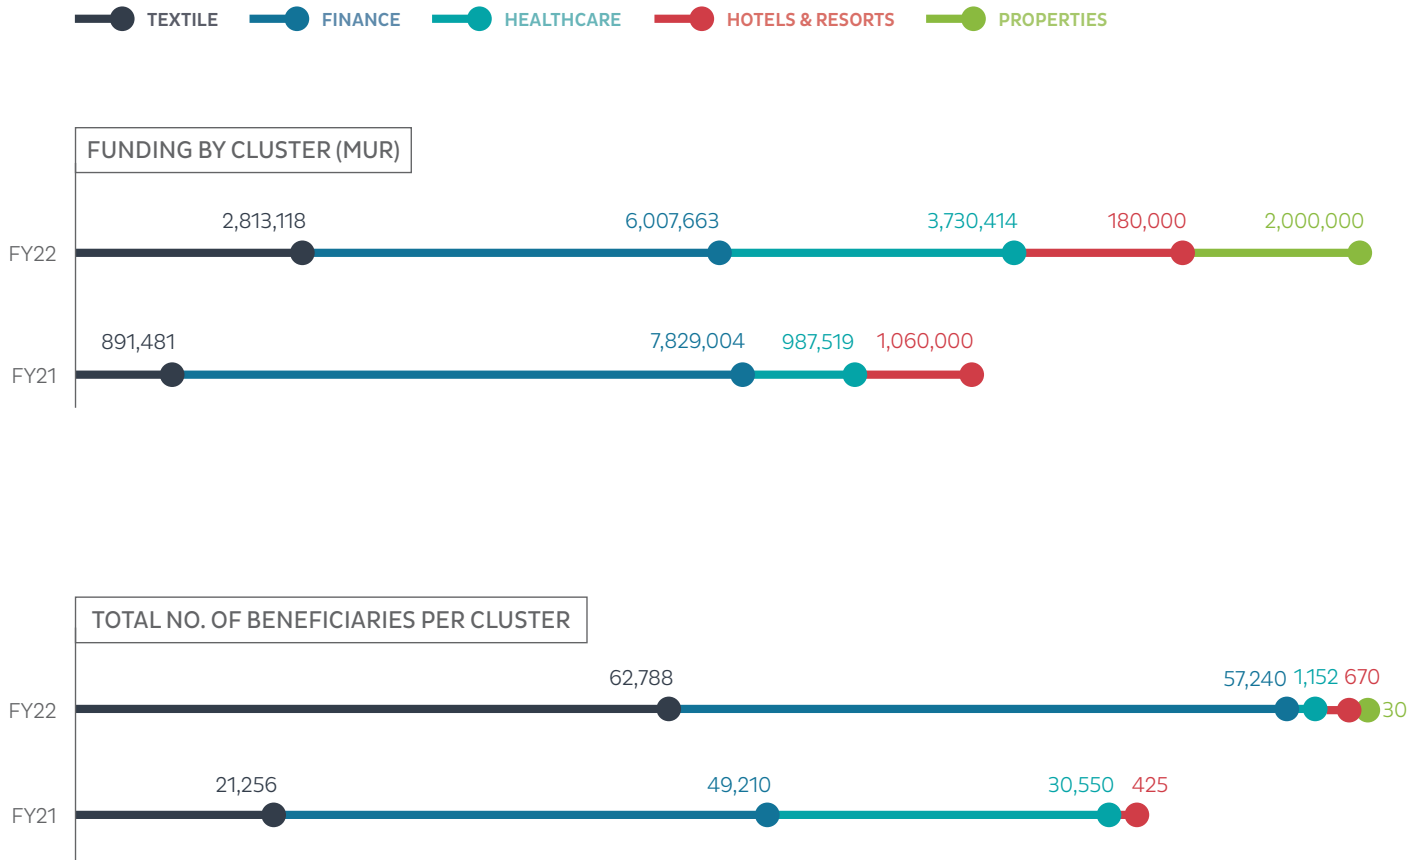 TEXTILE FINANCE HEALTHCARE HOTELS & RESORTS PROPERTIES
FUNDING BY CLUSTER (MUR)
2,813,118 6,007,663 3,730,414 180,000 2,000,000
FY22
891,481 7,829,004 987,519 1,060,000
FY21
TOTAL NO. OF BENEFICIARIES PER CLUSTER
62,788 57,240 1,152 670
FY22 30
21,256 49,210 30,550 425
FY21